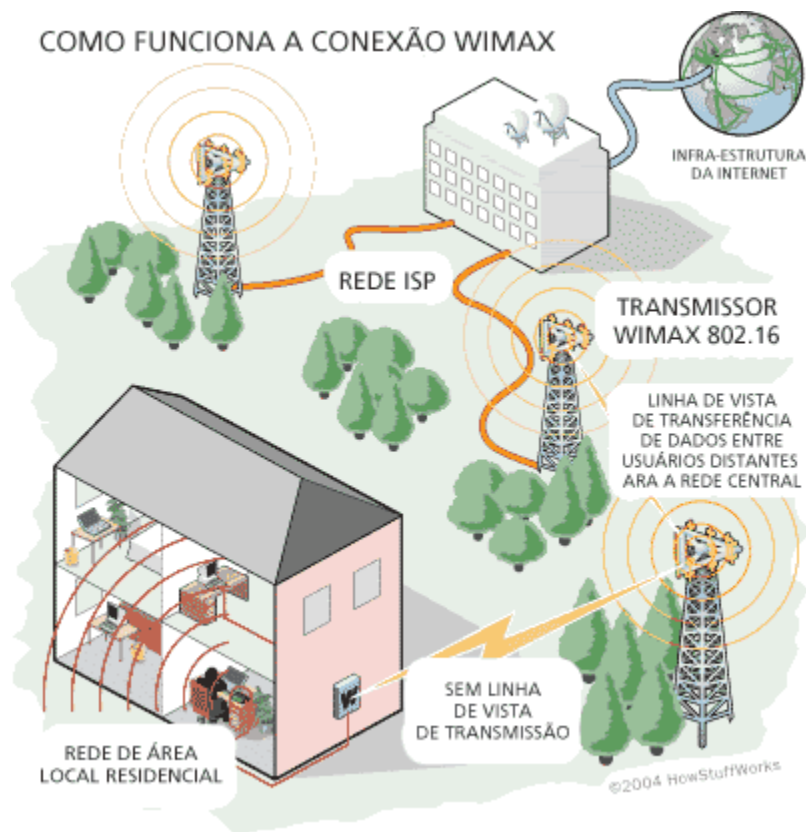 COMO FUNCIONA A CONEXÃO WIMAX
INFRA-ESTRUTURA
DA INTERNET
REDE ISP
TRANSMISSOR
WIMAX 802.16
LINHA DE VISTA
DE TRANSFERÊNCIA
DE DADOS ENTRE
USUÁRIOS DISTANTES
ARA A REDE CENTRAL
SEM LINHA
DE VISTA
DE TRANSMISSÃO
REDE DE ÁREA
LOCAL RESIDENCIAL
©2004 HowStuffWorks